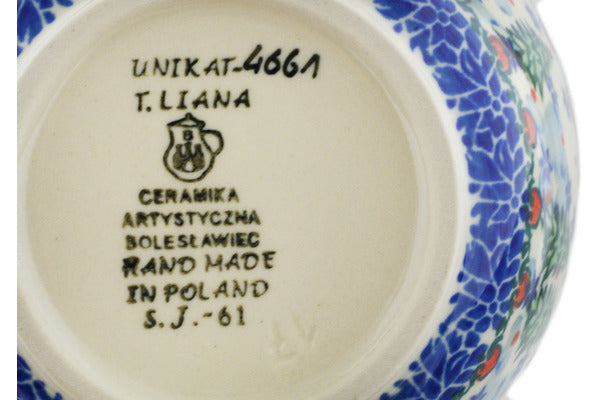 UNIKAT-4661
T. LIANA
B
CERAMIKA
ARTYSTYCZNA
BOLESŁAWIEC
HAND MADE
IN POLAND
S.J.-61